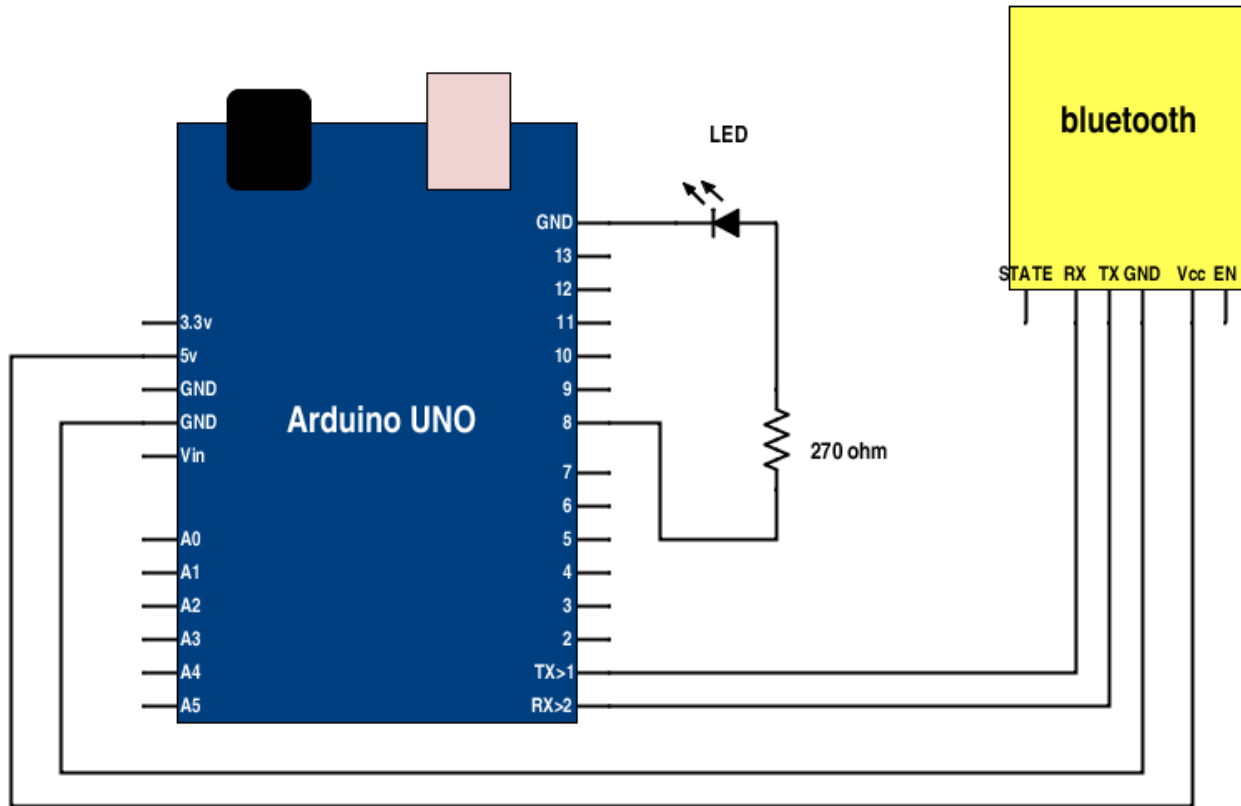 bluetooth
STATE RX TX GND Vcc EN
LED
GND
13
12
11
10
9
8
7
6
5
4
3
2
TX>1
RX>2
3.3v
5v
GND
GND
Vin
A0
A1
A2
A3
A4
A5
Arduino UNO
270 ohm